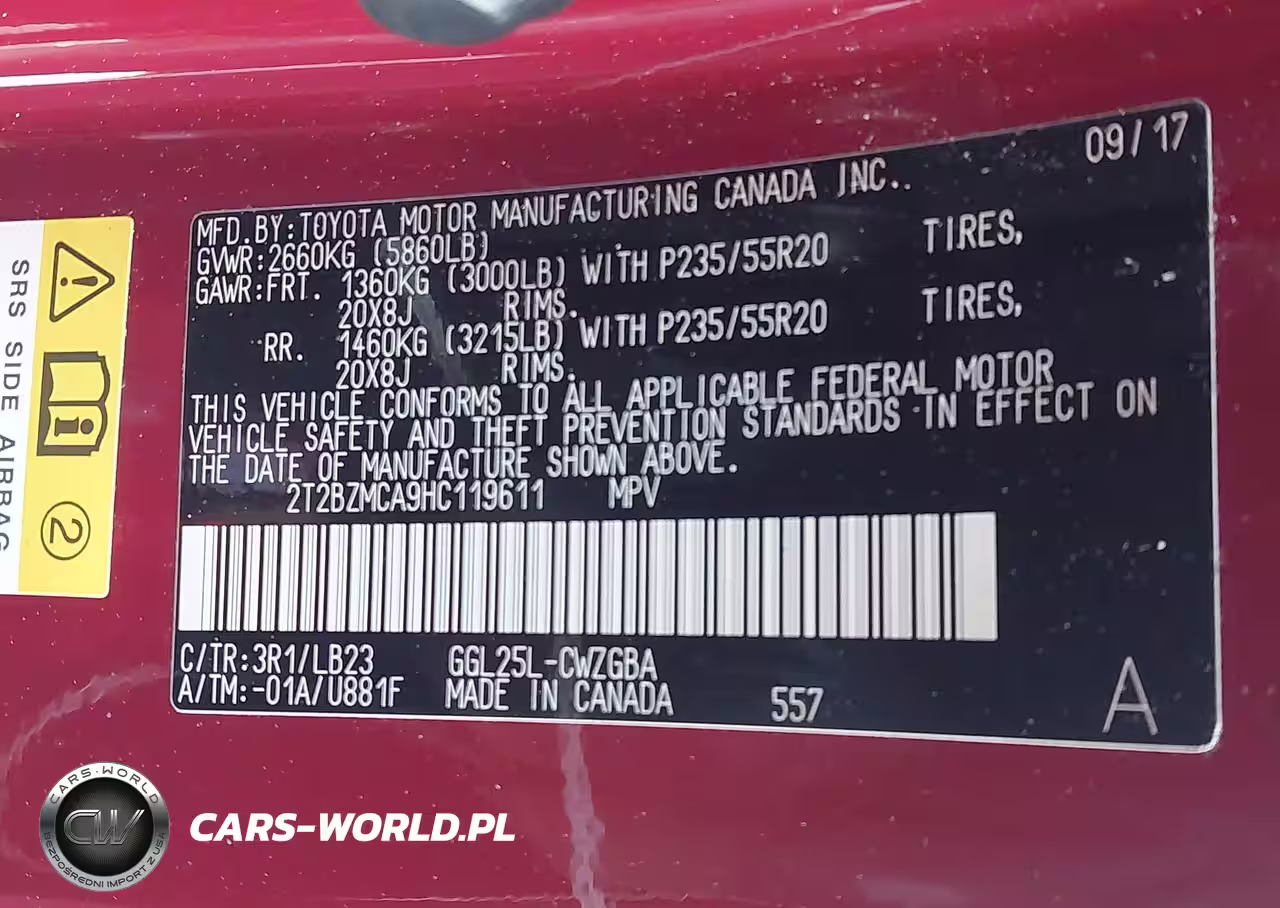 09/17
MFD.BY:TOYOTA MOTOR MANUFACTURING CANADA INC..
GVWR:2660KG (5860LB)
GAWR:FRT. 1360KG (3000LB) WITH P235/55R20 TIRES,
20X8J RIMS.
RR. 1460KG (3215LB) WITH P235/55R20 TIRES,
20X8J RIMS.
THIS VEHICLE CONFORMS TO ALL APPLICABLE FEDERAL MOTOR
VEHICLE SAFETY AND THEFT PREVENTION STANDARDS IN EFFECT ON
THE DATE OF MANUFACTURE SHOWN ABOVE.
2T2BZMCA9HC119611 MPV
C/TR:3R1/LB23 GGL25L-CWZGBA
A/TM:-01A/U881F MADE IN CANADA 557
A
SRS SIDE AIRBAG
2
CARS-WORLD
CW
BEZPOŚREDNI IMPORT Z USA
CARS-WORLD.PL